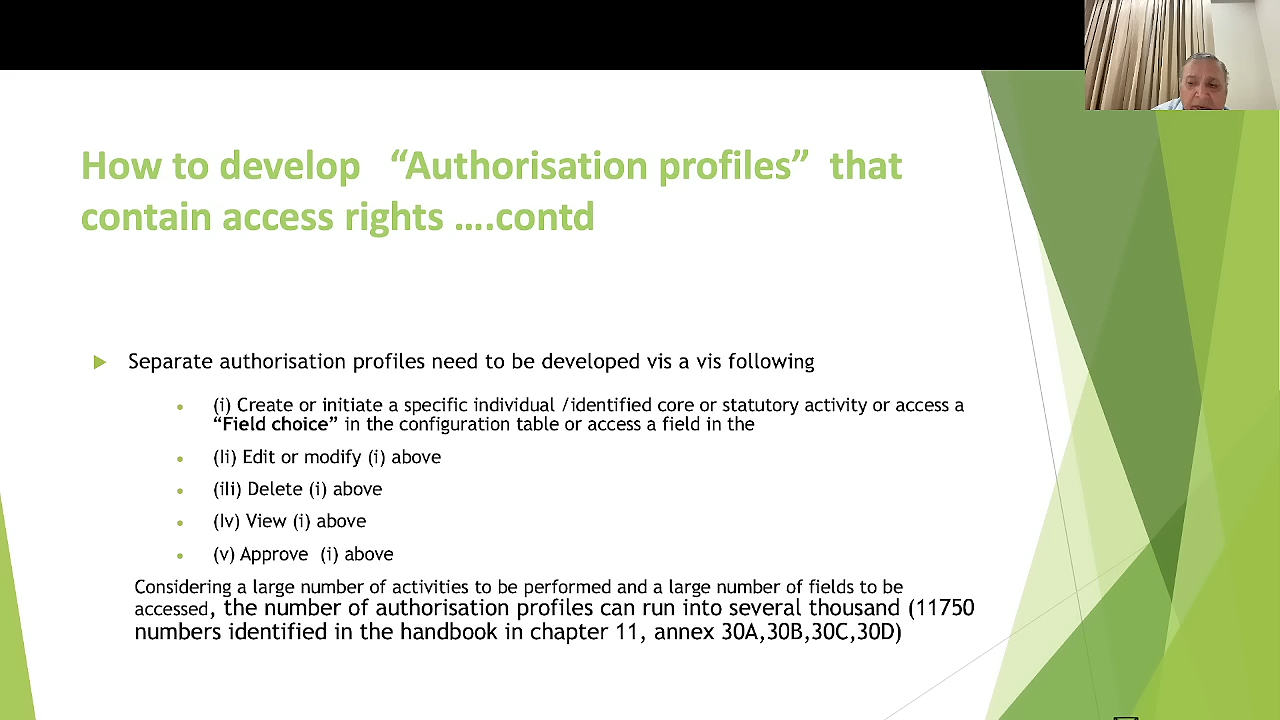 How to develop “Authorisation profiles” that
contain access rights ….contd
Separate authorisation profiles need to be developed vis a vis following
(i) Create or initiate a specific individual /identified core or statutory activity or access a
“Field choice” in the configuration table or access a field in the
(Ii) Edit or modify (i) above
(iIi) Delete (i) above
(Iv) View (i) above
(v) Approve (i) above
Considering a large number of activities to be performed and a large number of fields to be
accessed, the number of authorisation profiles can run into several thousand (11750
numbers identified in the handbook in chapter 11, annex 30A,30B,30C,30D)